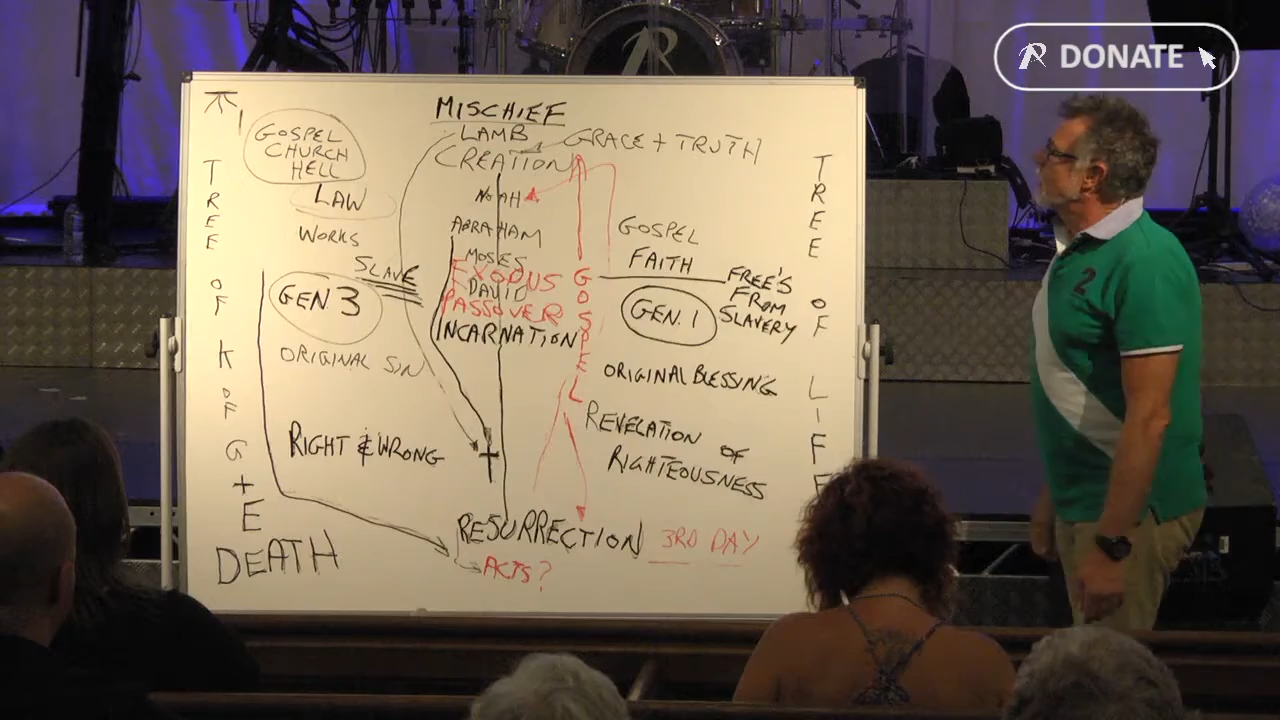 DONATE
MISCHIEF
LAMB
GRACE + TRUTH
CREATION
NOAH
ABRAHAM
MOSES
EXODUS
DAVID
PASSOVER
INCARNATION
GOSPEL
RESURRECTION
3RD DAY
ACTS?
GOSPEL
CHURCH
HELL
LAW
WORKS
SLAVE
GEN 3
ORIGINAL SIN
RIGHT & WRONG
TREE OF K OF G + E
DEATH
GOSPEL
FAITH
FREE'S
FROM
SLAVERY
GEN. 1
ORIGINAL BLESSING
REVELATION OF
RIGHTEOUSNESS
TREE OF LIFE
2